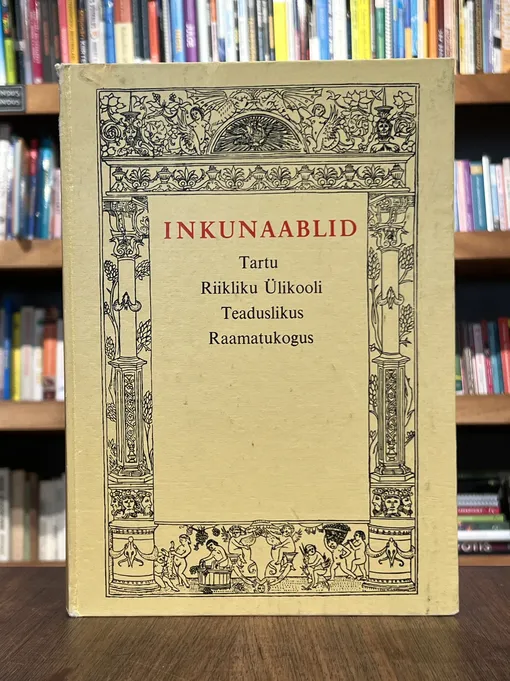 INKUNAABLID
Tartu
Riikliku Ülikooli
Teaduslikus
Raamatukogus